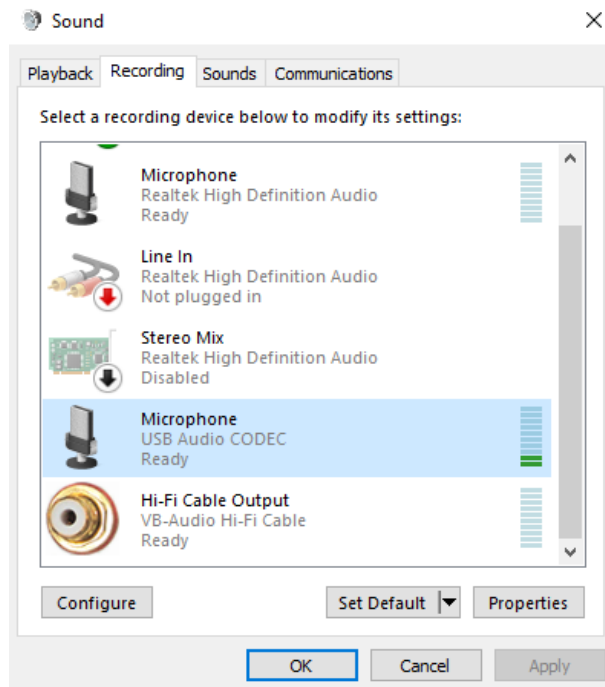 Sound
Playback Recording Sounds Communications
Select a recording device below to modify its settings:
Microphone
Realtek High Definition Audio
Ready
Line In
Realtek High Definition Audio
Not plugged in
Stereo Mix
Realtek High Definition Audio
Disabled
Microphone
USB Audio CODEC
Ready
Hi-Fi Cable Output
VB-Audio Hi-Fi Cable
Ready
Configure Set Default Properties
OK Cancel Apply